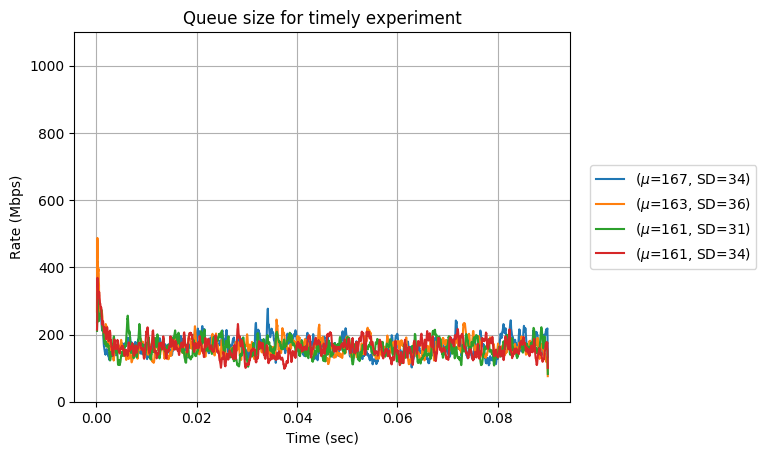 Queue size for timely experiment
Rate (Mbps)
1000
800
600
400
200
0
0.00 0.02 0.04 0.06 0.08
Time (sec)
(μ=167, SD=34)
(μ=163, SD=36)
(μ=161, SD=31)
(μ=161, SD=34)